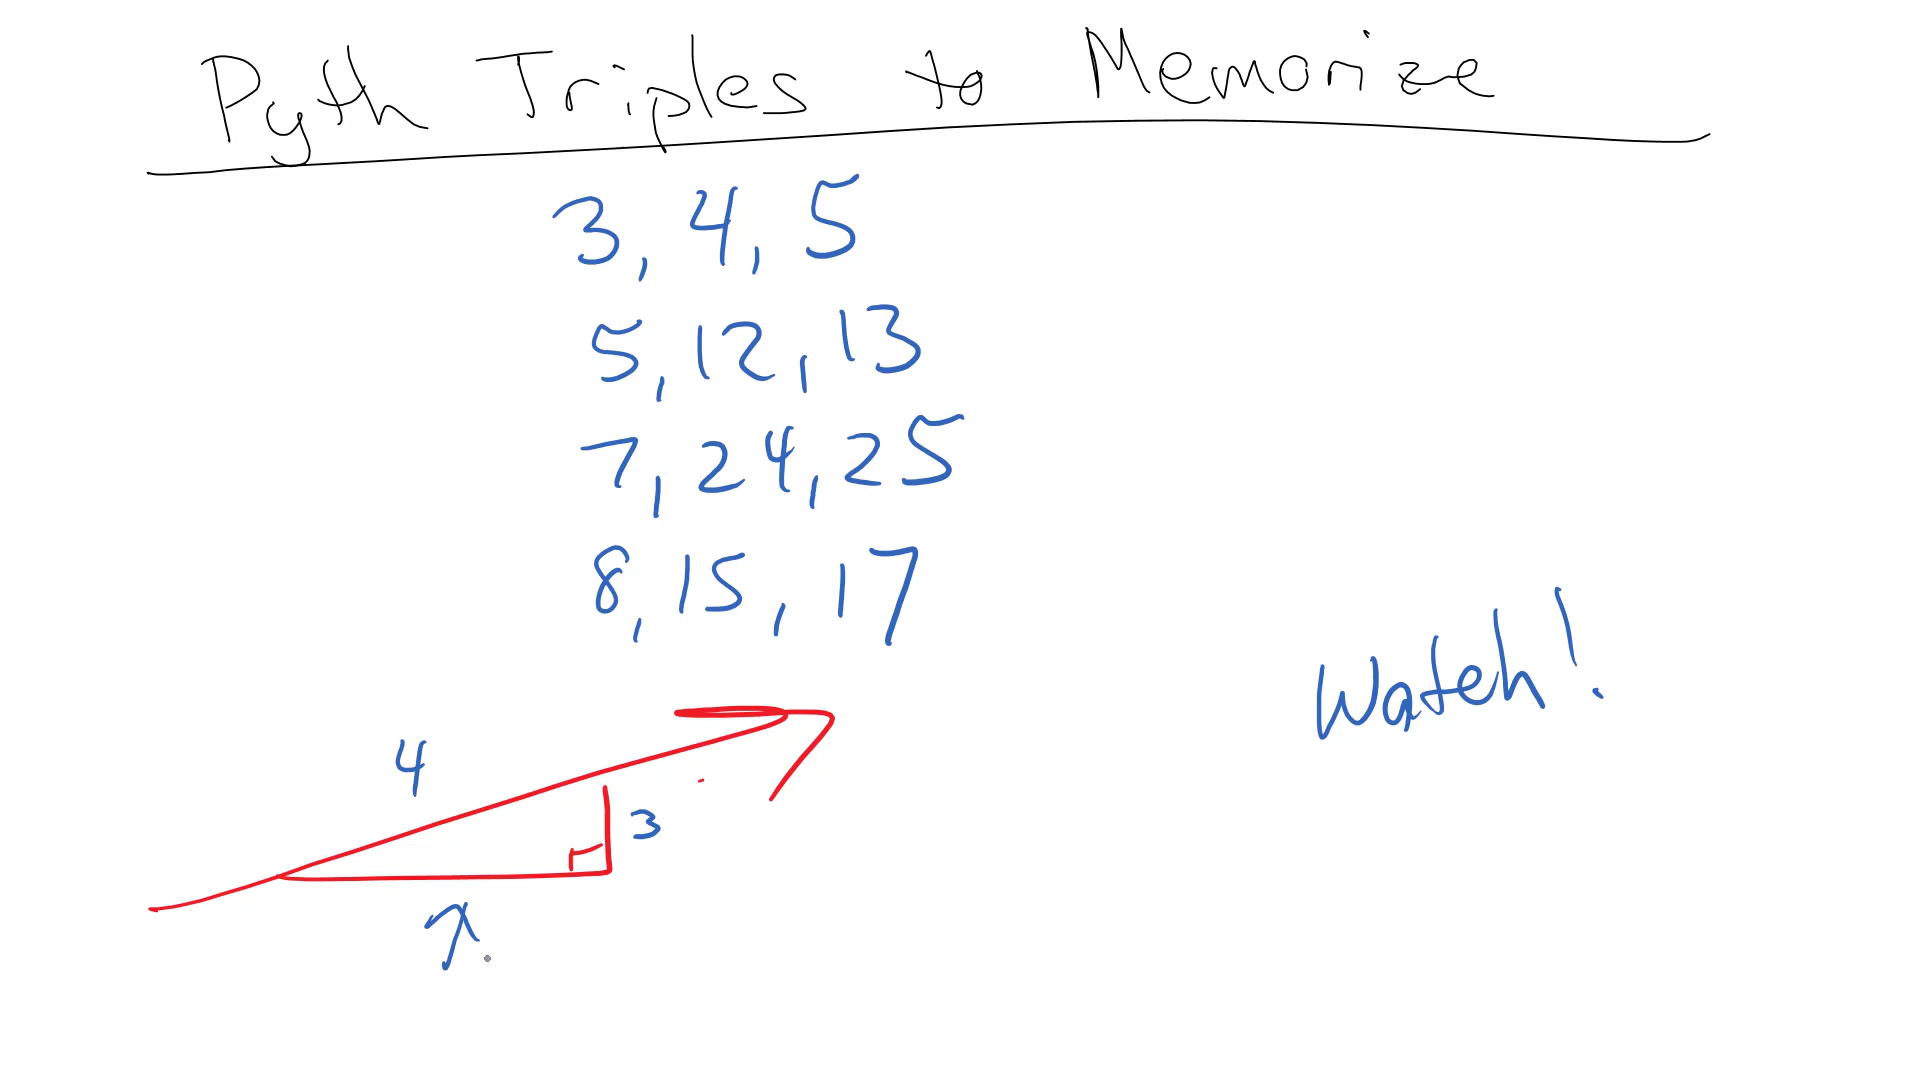 Pyth Triples to Memorize
3, 4, 5
5, 12, 13
7, 24, 25
8, 15, 17
Watch!
4
3
x